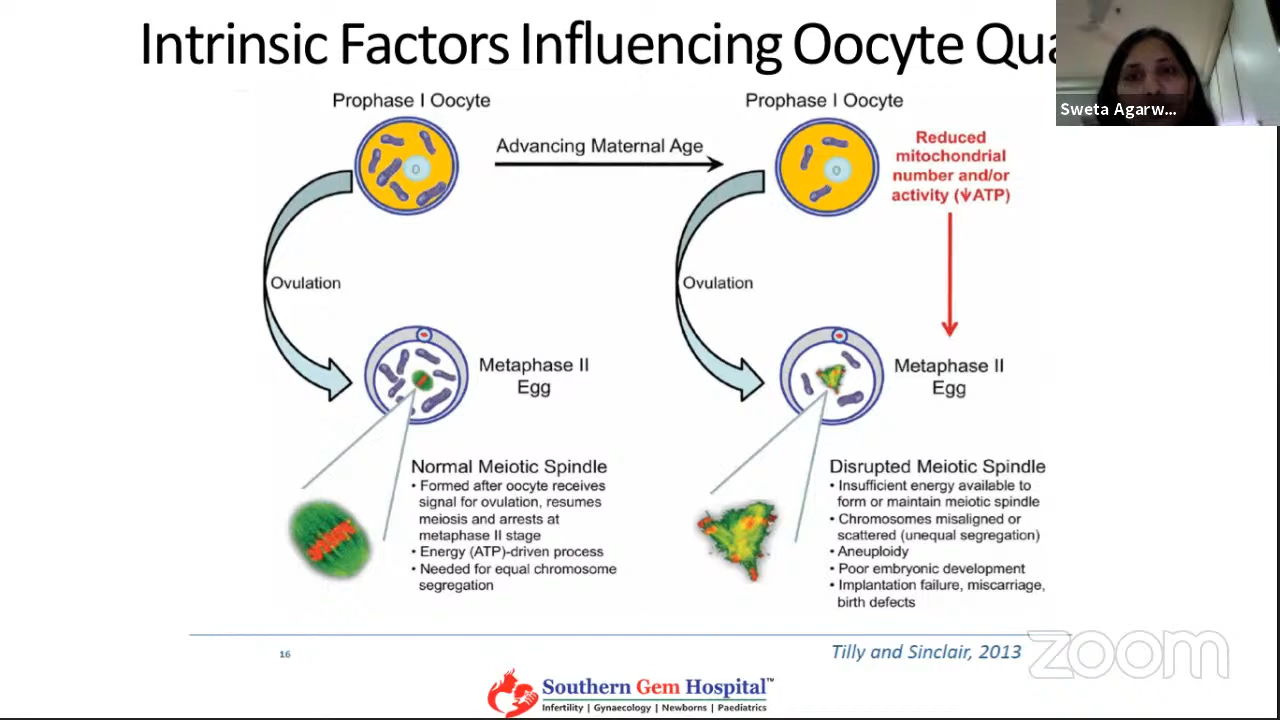 Intrinsic Factors Influencing Oocyte Qua
Sweta Agarw...
Prophase I Oocyte
Advancing Maternal Age
Prophase I Oocyte
Reduced
mitochondrial
number and/or
activity (↓ATP)
Ovulation
Ovulation
Metaphase II
Egg
Metaphase II
Egg
Normal Meiotic Spindle
• Formed after oocyte receives
signal for ovulation, resumes
meiosis and arrests at
metaphase II stage
• Energy (ATP)-driven process
• Needed for equal chromosome
segregation
Disrupted Meiotic Spindle
• Insufficient energy available to
form or maintain meiotic spindle
• Chromosomes misaligned or
scattered (unequal segregation)
• Aneuploidy
• Poor embryonic development
• Implantation failure, miscarriage,
birth defects
16
Tilly and Sinclair, 2013
zoom
Southern Gem Hospital™
Infertility | Gynaecology | Newborns | Paediatrics